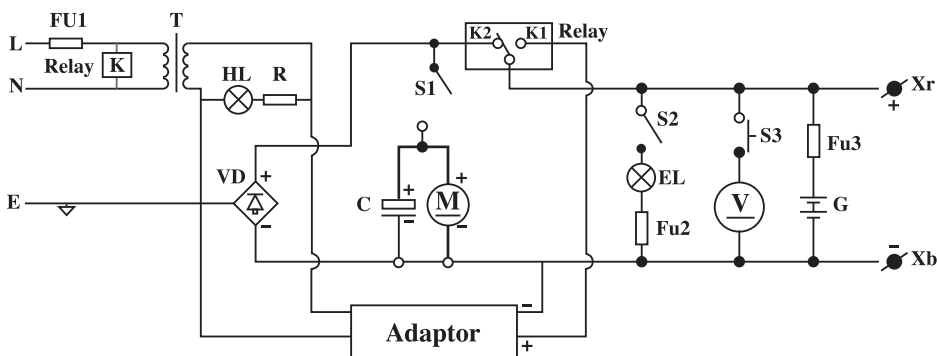 FU1
T
L
Relay
K
N
HL
R
K2
K1
Relay
S1
Xr
+
S2
S3
Fu3
VD
+
E
-
C
+
-
+
M
-
EL
Fu2
V
G
-
Xb
Adaptor
-
+